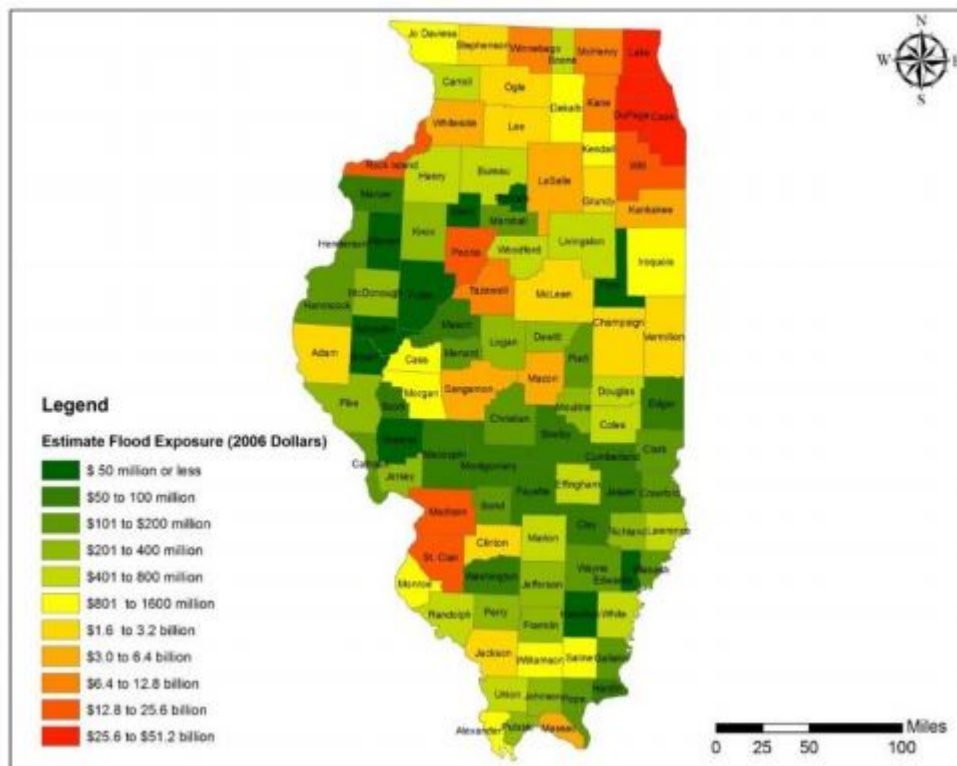 N
W E
S
Jo Daviess
Stephenson
Winnebago
Boone
McHenry
Lake
Carroll
Ogle
Dekalb
Kane
DuPage
Cook
Whiteside
Lee
Kendall
Will
Rock Island
Henry
Bureau
LaSalle
Grundy
Kankakee
Mercer
Knox
Marshall
Henderson
Peoria
Woodford
Livingston
Iroquois
McDonough
Tazewell
McLean
Hanncock
Mason
Logan
Dewitt
Champaign
Vermilion
Adam
Cass
Menard
Piatt
Morgan
Sangamon
Macon
Douglas
Edgar
Pike
Scott
Christian
Moultrie
Coles
Shelby
Greene
Macoupin
Cumberland
Clark
Montgomery
Jersey
Fayette
Effingham
Jasper
Crawford
Madison
Bond
Clay
Richland
Lawrence
St. Clair
Clinton
Marion
Wayne
Edwards
Wabash
Monroe
Washington
Jefferson
Randolph
Perry
Franklin
White
Jackson
Williamson
Saline
Gallatin
Union
Johnson
Pope
Hardin
Alexander
Pulaski
Massac
Legend
Estimate Flood Exposure (2006 Dollars)
$ 50 million or less
$50 to 100 million
$101 to $200 million
$201 to 400 million
$401 to 800 million
$801 to 1600 million
$1.6 to 3.2 billion
$3.0 to 6.4 billion
$6.4 to 12.8 billion
$12.8 to 25.6 billion
$25.6 to $51.2 billion
Miles
0 25 50 100